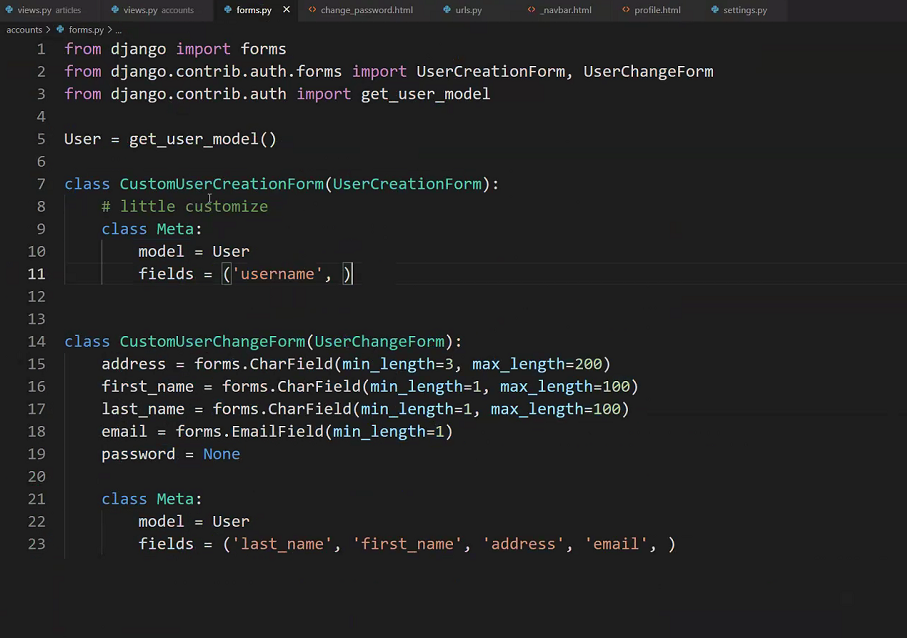 views.py articles
views.py accounts
forms.py
change_password.html
urls.py
_navbar.html
profile.html
settings.py
accounts > forms.py > ...
1 from django import forms
2 from django.contrib.auth.forms import UserCreationForm, UserChangeForm
3 from django.contrib.auth import get_user_model
4
5 User = get_user_model()
6
7 class CustomUserCreationForm(UserCreationForm):
8     # little customize
9     class Meta:
10         model = User
11         fields = ('username', )
12
13
14 class CustomUserChangeForm(UserChangeForm):
15     address = forms.CharField(min_length=3, max_length=200)
16     first_name = forms.CharField(min_length=1, max_length=100)
17     last_name = forms.CharField(min_length=1, max_length=100)
18     email = forms.EmailField(min_length=1)
19     password = None
20
21     class Meta:
22         model = User
23         fields = ('last_name', 'first_name', 'address', 'email', )